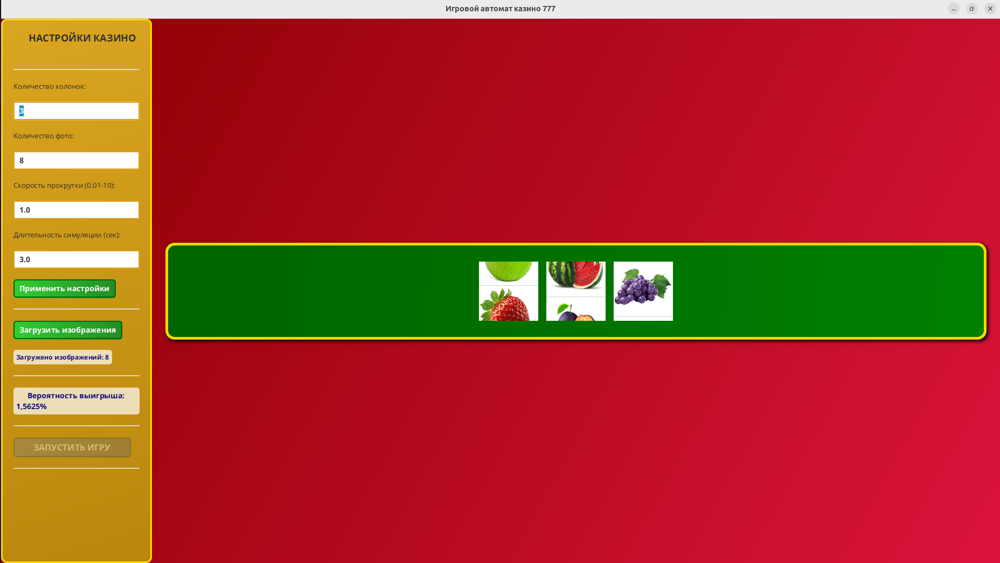 Игровой автомат казино 777
НАСТРОЙКИ КАЗИНО
Количество колонок:
3
Количество фото:
8
Скорость прокрутки (0.01-10):
1.0
Длительность симуляции (сек):
3.0
Применить настройки
Загрузить изображения
Загружено изображений: 8
Вероятность выигрыша:
1,5625%
ЗАПУСТИТЬ ИГРУ